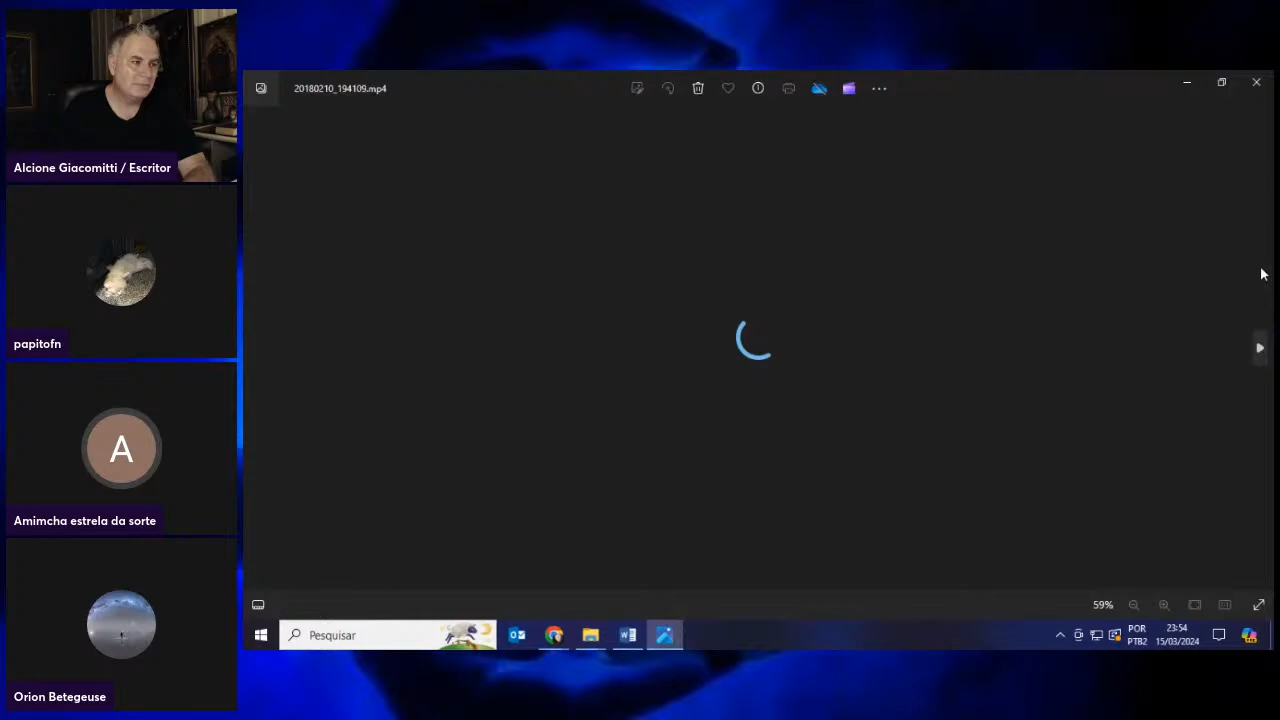 Alcione Giacomitti / Escritor
papitofn
A
Amimcha estrela da sorte
Orion Betegeuse
20180210_194109.mp4
59%
Pesquisar
POR
PTB2
23:54
15/03/2024